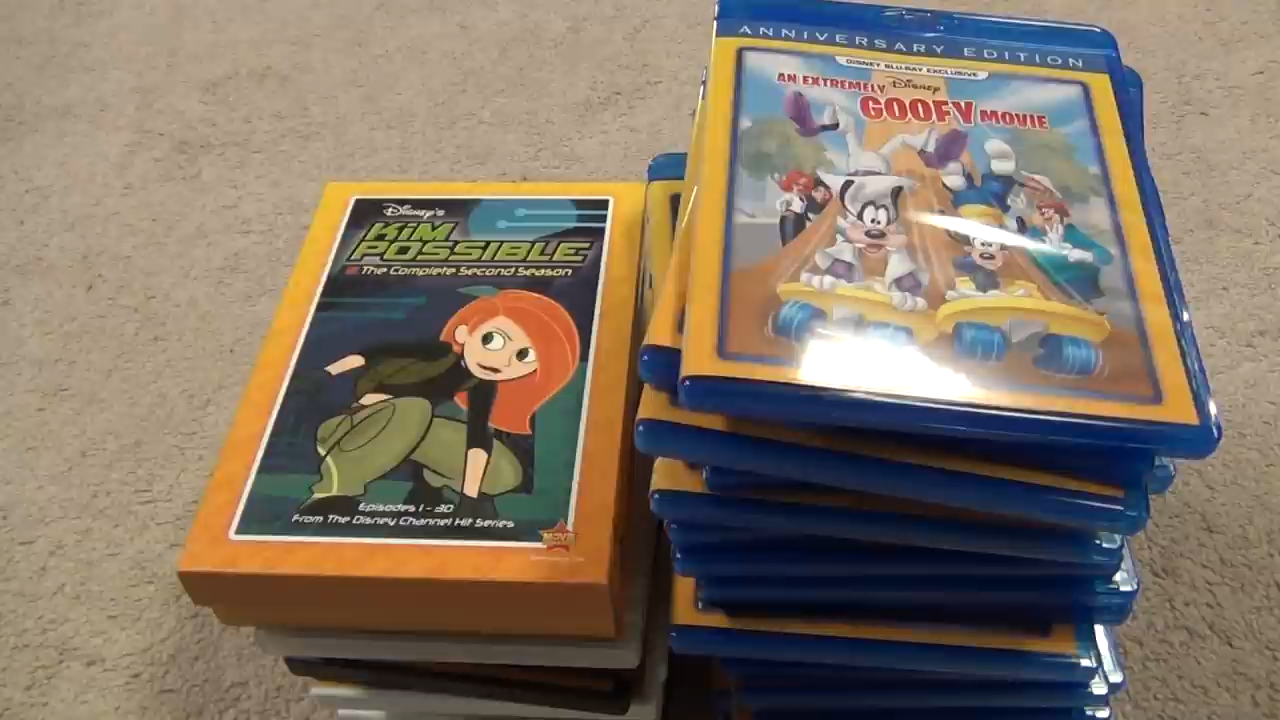 Disney's
KIM
POSSIBLE
The Complete Second Season
Episodes 1 - 30
From The Disney Channel Hit Series
ANNIVERSARY EDITION
DISNEY BLU-RAY EXCLUSIVE
AN EXTREMELY Disney
GOOFY MOVIE